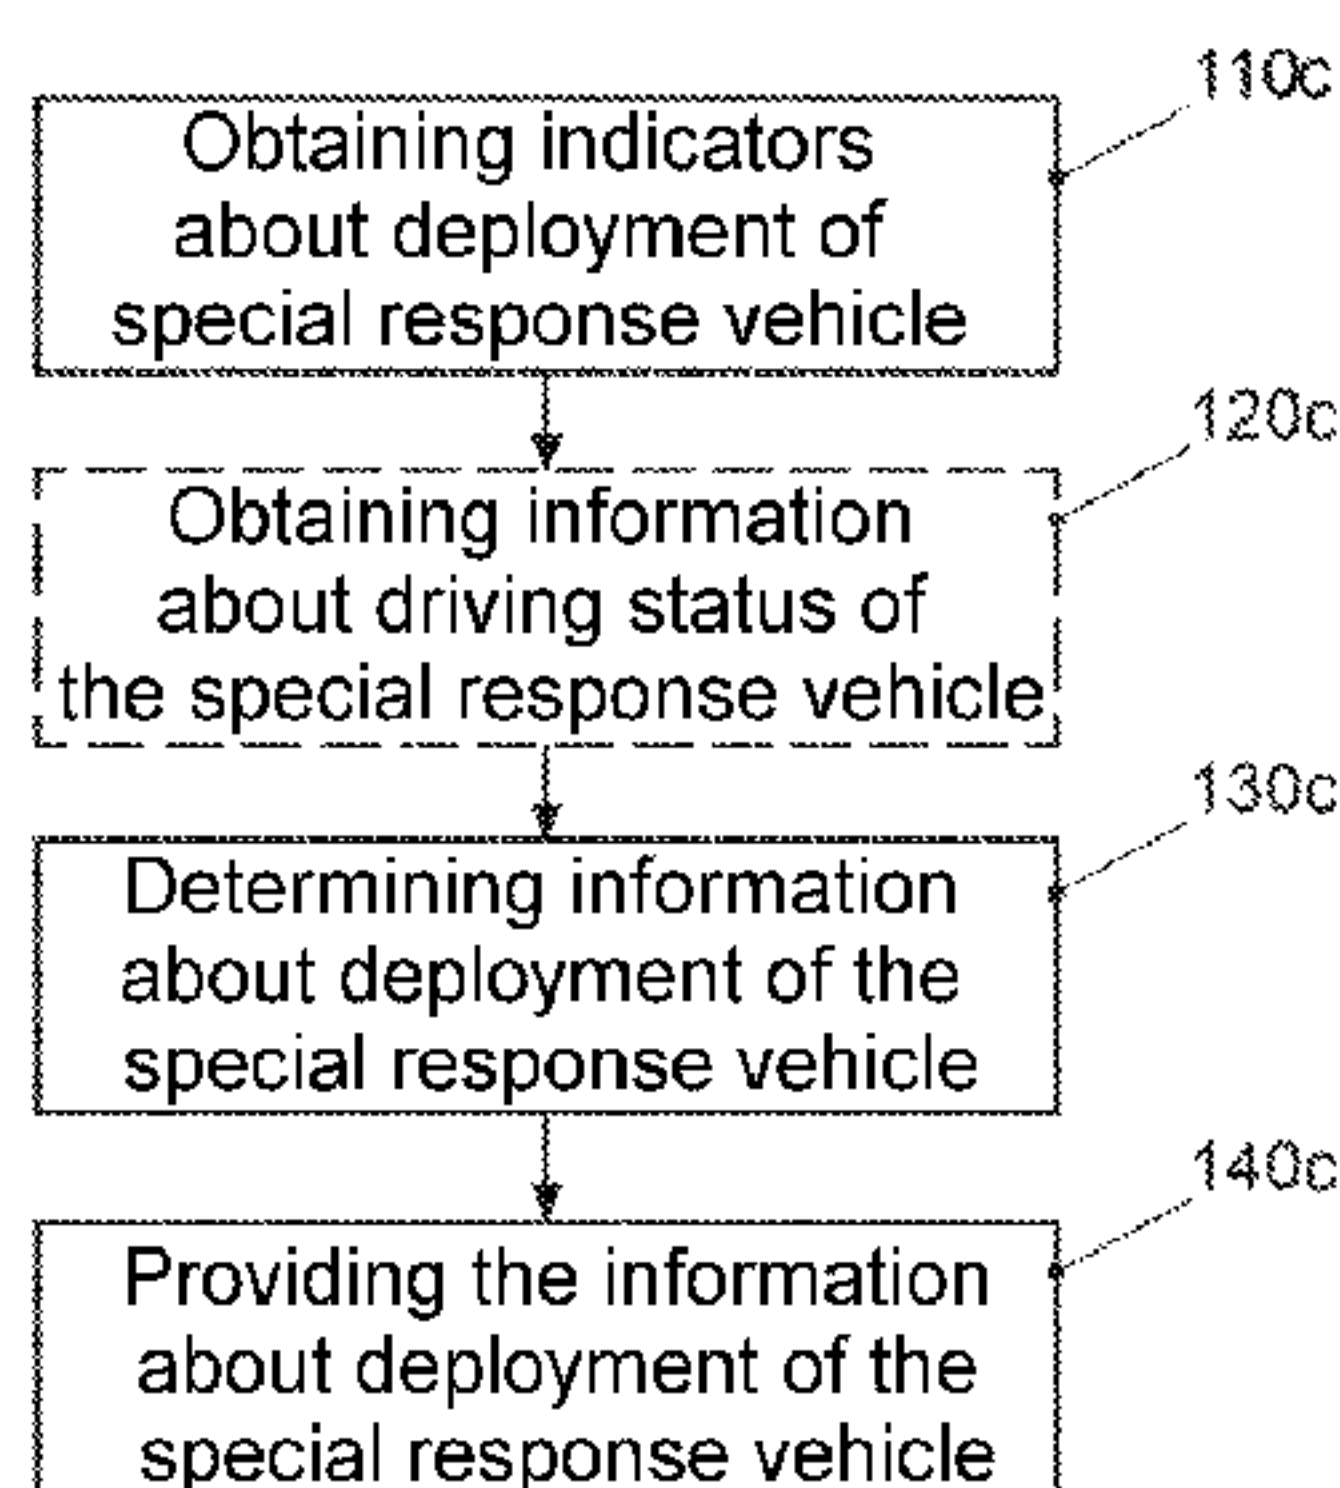 110c
Obtaining indicators
about deployment of
special response vehicle
120c
Obtaining information
about driving status of
the special response vehicle
130c
Determining information
about deployment of the
special response vehicle
140c
Providing the information
about deployment of the
special response vehicle